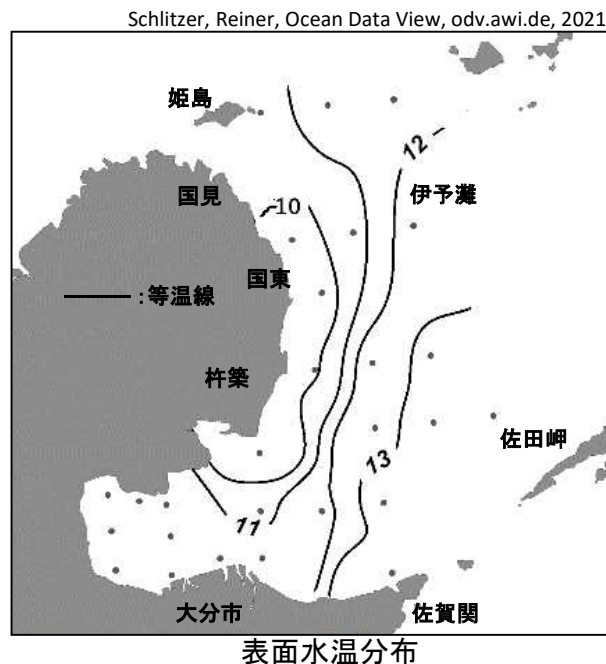 Schlitzer, Reiner, Ocean Data View, odv.awi.de, 2021
姫島
12
国見
伊予灘
10
国東
:等温線
杵築
佐田岬
13
11
大分市
佐賀関
表面水温分布